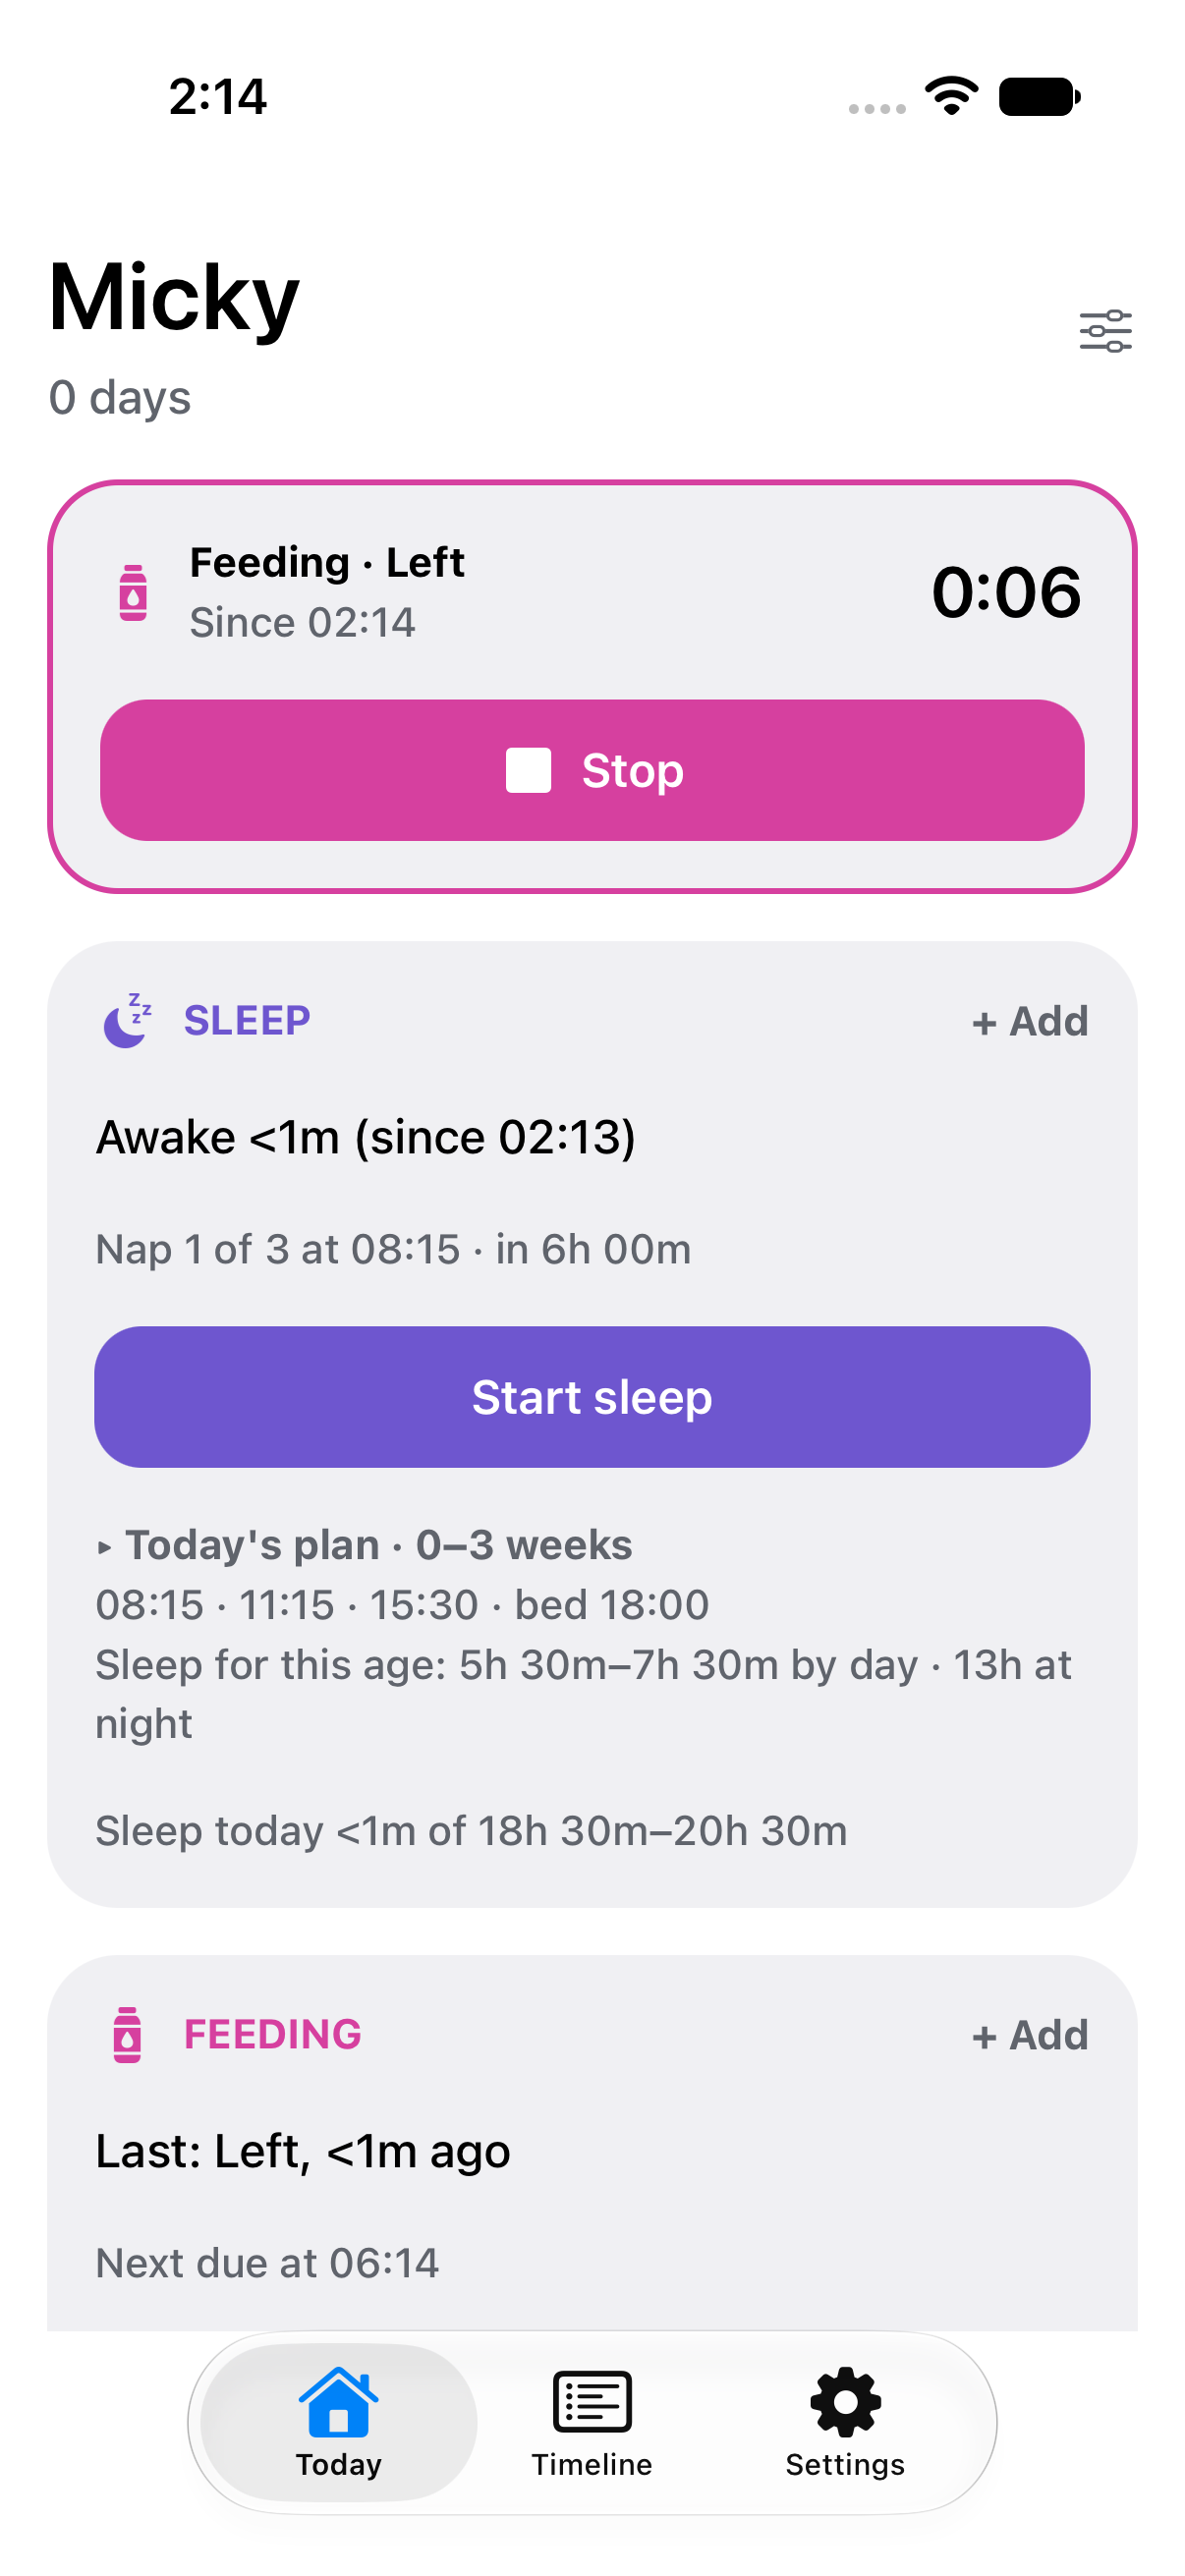 2:14
Micky
0 days
Feeding · Left
Since 02:14
0:06
Stop
SLEEP
+ Add
Awake <1m (since 02:13)
Nap 1 of 3 at 08:15 · in 6h 00m
Start sleep
▸ Today's plan · 0–3 weeks
08:15 · 11:15 · 15:30 · bed 18:00
Sleep for this age: 5h 30m–7h 30m by day · 13h at
night
Sleep today <1m of 18h 30m–20h 30m
FEEDING
+ Add
Last: Left, <1m ago
Next due at 06:14
Today
Timeline
Settings